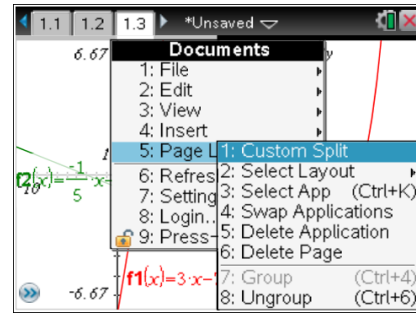 1.1 1.2 1.3 *Unsaved
Documents
6.67
y
1: File
2: Edit
3: View
4: Insert
5: Page L
1: Custom Split
2: Select Layout
3: Select App (Ctrl+K)
4: Swap Applications
5: Delete Application
6: Delete Page
7: Group (Ctrl+4)
8: Ungroup (Ctrl+6)
6: Refres
7: Setting
8: Login..
9: Press-
1
f2(x)=-1/5·x-
f1(x)=3·x-
-6.67